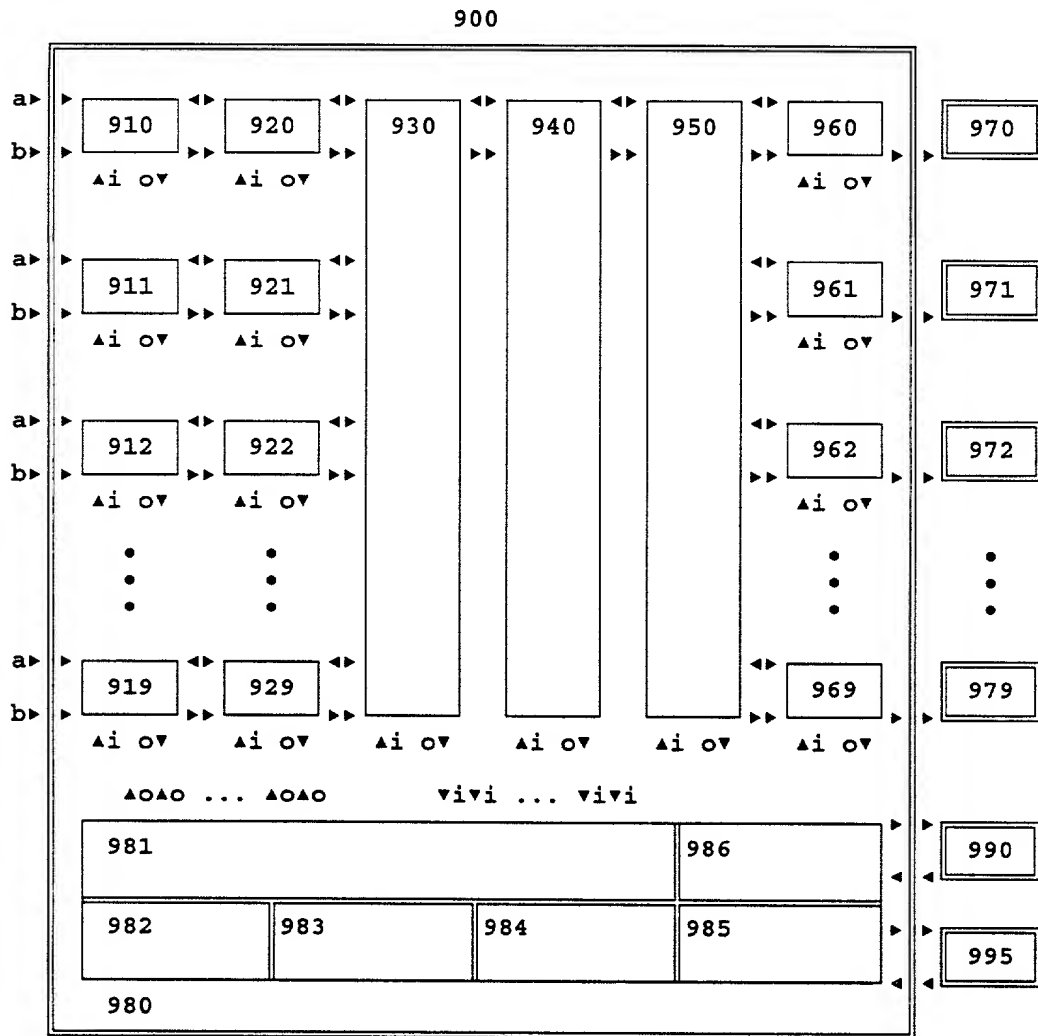 900
a▶ ▶ ◀▶ ◀▶ ◀▶ ◀▶ ◀▶
910 920 930 940 950 960 970
b▶ ▶ ▶▶ ▶▶ ▶▶ ▶▶ ▶▶ ▶ ▶
▲i o▼ ▲i o▼ ▲i o▼
a▶ ▶ ◀▶ ◀▶ ◀▶
911 921 961 971
b▶ ▶ ▶▶ ▶▶ ▶▶ ▶ ▶
▲i o▼ ▲i o▼ ▲i o▼
a▶ ▶ ◀▶ ◀▶ ◀▶
912 922 962 972
b▶ ▶ ▶▶ ▶▶ ▶▶ ▶ ▶
▲i o▼ ▲i o▼ ▲i o▼
a▶ ▶ ◀▶ ◀▶ ◀▶
919 929 969 979
b▶ ▶ ▶▶ ▶▶ ▶▶ ▶ ▶
▲i o▼ ▲i o▼ ▲i o▼ ▲i o▼ ▲i o▼ ▲i o▼
▲o▲o ... ▲o▲o ▼i▼i ... ▼i▼i
981 986 990
982 983 984 985 995
980